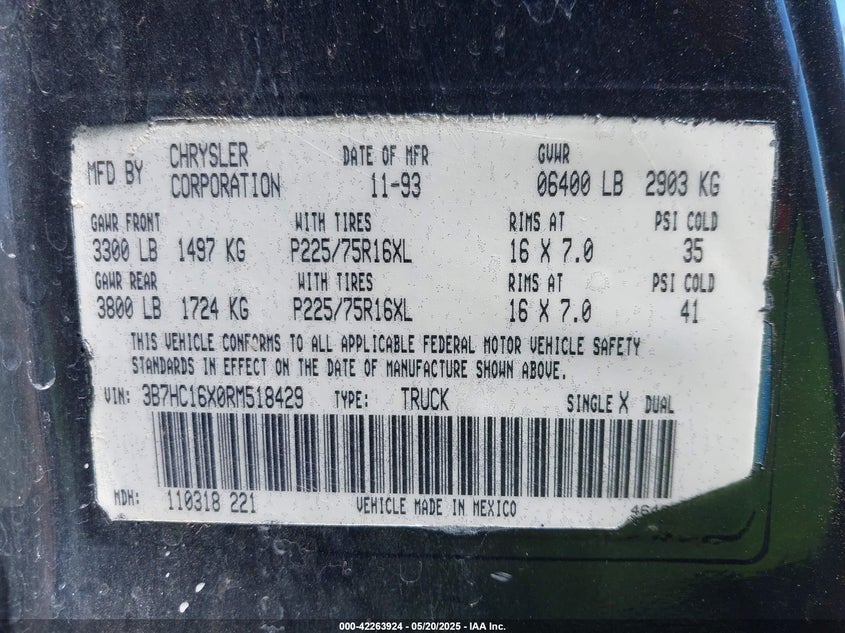 MFD BY CHRYSLER CORPORATION DATE OF MFR 11-93 GVWR 06400 LB 2903 KG
GAWR FRONT WITH TIRES RIMS AT PSI COLD
3300 LB 1497 KG P225/75R16XL 16 X 7.0 35
GAWR REAR WITH TIRES RIMS AT PSI COLD
3800 LB 1724 KG P225/75R16XL 16 X 7.0 41
THIS VEHICLE CONFORMS TO ALL APPLICABLE FEDERAL MOTOR VEHICLE SAFETY
STANDARDS IN EFFECT ON THE DATE OF MANUFACTURE SHOWN ABOVE.
VIN: 3B7HC16X0RM518429 TYPE: TRUCK SINGLE X DUAL
MDH: 110318 221 VEHICLE MADE IN MEXICO
000-42263924 - 05/20/2025 - IAA Inc.